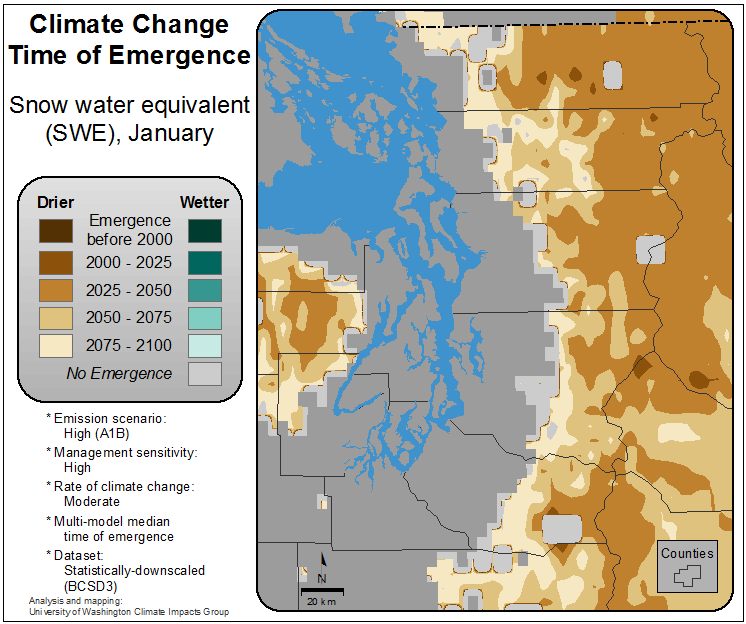 Climate Change
Time of Emergence
Snow water equivalent
(SWE), January
Drier
Wetter
Emergence
before 2000
2000 - 2025
2025 - 2050
2050 - 2075
2075 - 2100
No Emergence
* Emission scenario:
High (A1B)
* Management sensitivity:
High
* Rate of climate change:
Moderate
* Multi-model median
time of emergence
* Dataset:
Statistically-downscaled
(BCSD3)
Analysis and mapping:
University of Washington Climate Impacts Group
N
20 km
Counties